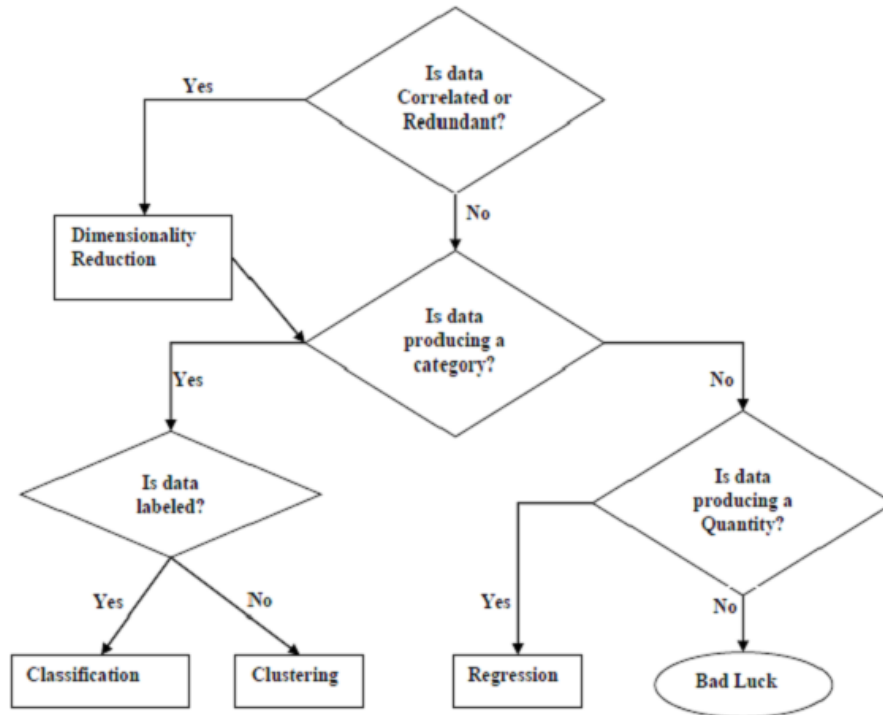 Is data
Correlated or
Redundant?
Yes
No
Dimensionality
Reduction
Is data
producing a
category?
Yes
No
Is data
labeled?
Is data
producing a
Quantity?
Yes
No
Yes
No
Classification
Clustering
Regression
Bad Luck